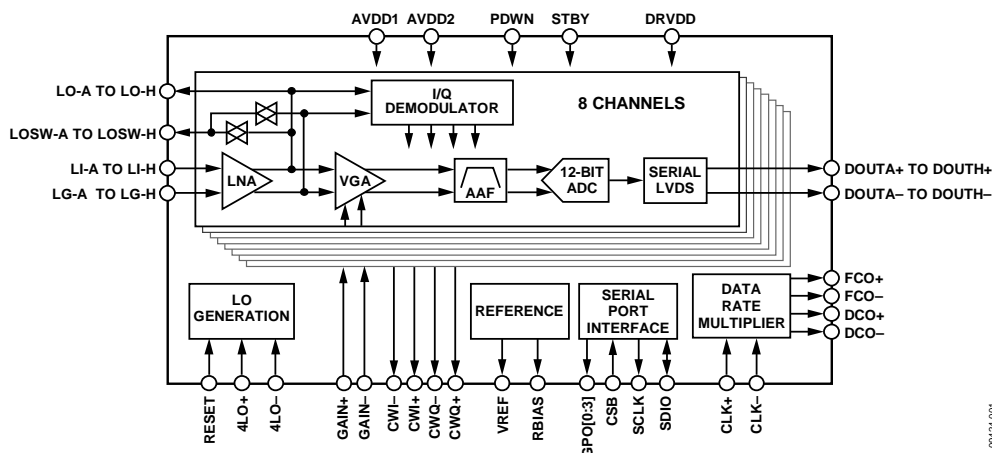 AVDD1 AVDD2 PDWN STBY DRVDD
LO-A TO LO-H
LOSW-A TO LOSW-H
LI-A TO LI-H
LG-A TO LG-H
I/Q
DEMODULATOR
8 CHANNELS
LNA
VGA
AAF
12-BIT
ADC
SERIAL
LVDS
DOUTA+ TO DOUTH+
DOUTA– TO DOUTH–
LO
GENERATION
REFERENCE
SERIAL
PORT
INTERFACE
DATA
RATE
MULTIPLIER
FCO+
FCO–
DCO+
DCO–
RESET
4LO+
4LO–
GAIN+
GAIN–
CWI–
CWI+
CWQ–
CWQ+
VREF
RBIAS
GPO[0:3]
CSB
SCLK
SDIO
CLK+
CLK–